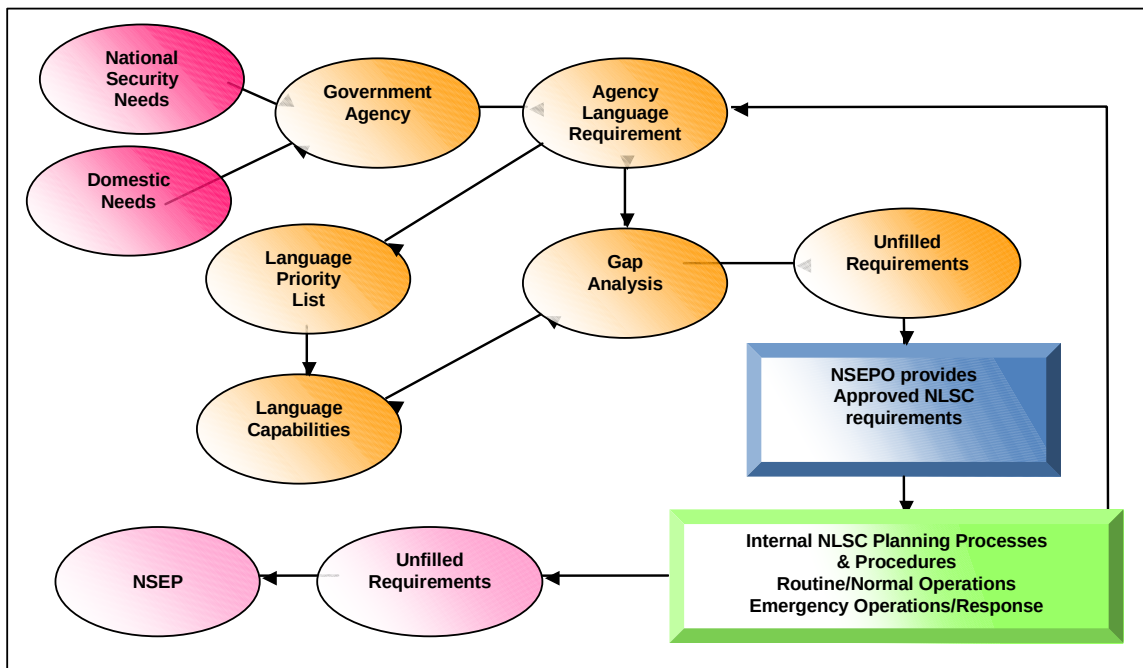 National
Security
Needs
Government
Agency
Agency
Language
Requirement
Domestic
Needs
Language
Priority
List
Gap
Analysis
Unfilled
Requirements
Language
Capabilities
NSEPO provides
Approved NLSC
requirements
NSEP
Unfilled
Requirements
Internal NLSC Planning Processes
& Procedures
Routine/Normal Operations
Emergency Operations/Response